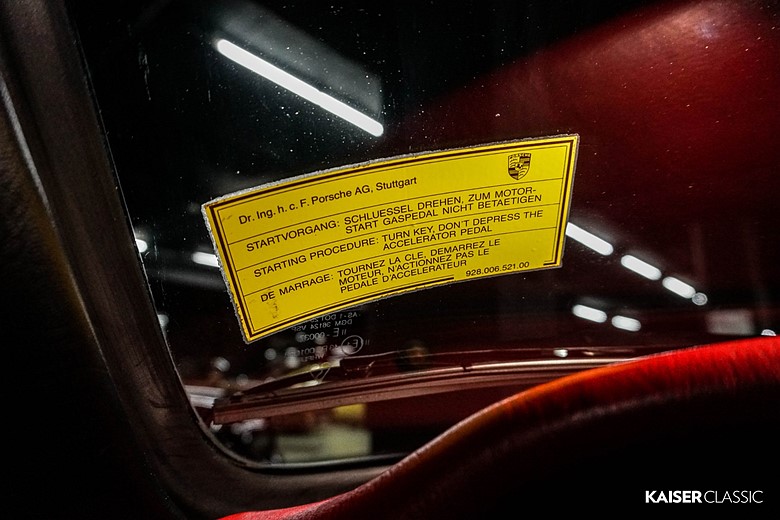 Dr. Ing. h. c. F. Porsche AG, Stuttgart
STARTVORGANG: SCHLUESSEL DREHEN, ZUM MOTOR-
START GASPEDAL NICHT BETAETIGEN
STARTING PROCEDURE: TURN KEY, DON'T DEPRESS THE
ACCELERATOR PEDAL
DE MARRAGE: TOURNEZ LA CLE, DEMARREZ LE
MOTEUR, N'ACTIONNEZ PAS LE
PEDALE D'ACCELERATEUR
928.006.521.00
KAISER CLASSIC